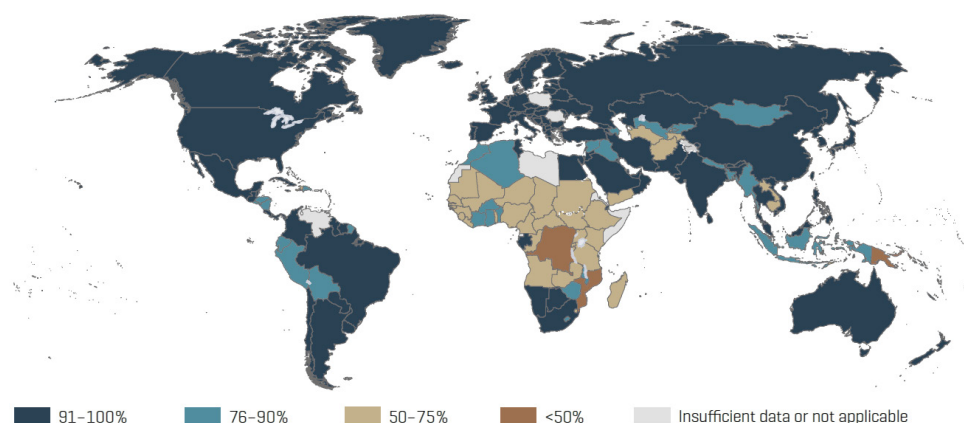 91–100% 76–90% 50–75% <50% Insufficient data or not applicable